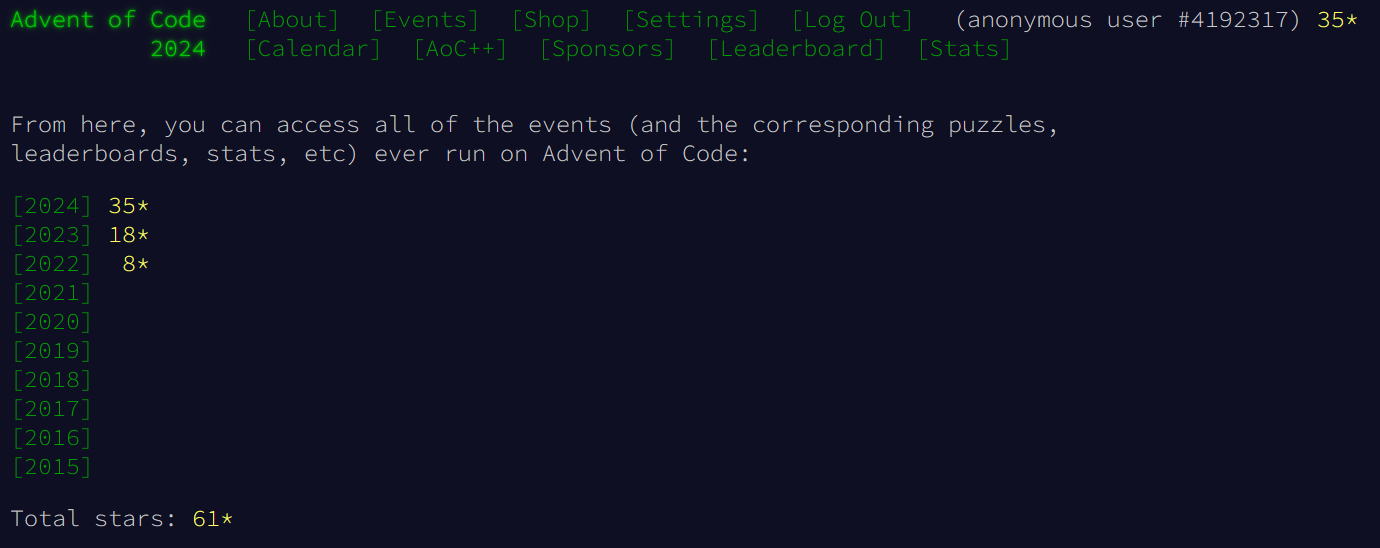 Advent of Code [About] [Events] [Shop] [Settings] [Log Out] (anonymous user #4192317) 35*
2024 [Calendar] [AoC++] [Sponsors] [Leaderboard] [Stats]
From here, you can access all of the events (and the corresponding puzzles,
leaderboards, stats, etc) ever run on Advent of Code:
[2024] 35*
[2023] 18*
[2022] 8*
[2021]
[2020]
[2019]
[2018]
[2017]
[2016]
[2015]
Total stars: 61*